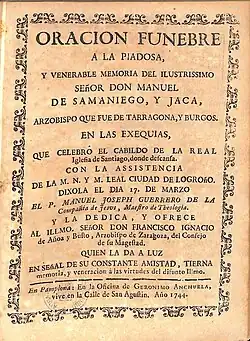 ORACION FUNEBRE
A LA PIADOSA,
Y VENERABLE MEMORIA DEL ILUSTRISSIMO
SEñOR DON MANUEL
DE SAMANIEGO, Y JACA,
ARZOBISPO QUE FUE DE TARRAGONA, Y BURGOS.
EN LAS EXEQUIAS,
QUE CELEBRÓ EL CABILDO DE LA REAL
Iglesia de Santiago, donde descansa.
CON LA ASSISTENCIA
DE LA M. N. Y M. LEAL CIUDAD DE LOGROñO.
DIXOLA EL DIA 17. DE MARZO
EL P. MANUEL JOSEPH GUERRERO DE LA
Compañia de Jesus, Maestro de Theologia.
Y LA DEDICA, Y OFRECE
AL ILLMO. SEñOR DON FRANCISCO IGNACIO
de Añoa y Busto, Arzobispo de Zaragoza, del Consejo
de su Magestad,
QUIEN LA DA A LUZ
EN SEñAL DE SU CONSTANTE AMISTAD, TIERNA
memoria, y veneracion à las virtudes del difunto Illmo.
En Pamplona: En la Oficina de GERONIMO ANCHUELA,
vive en la Calle de San Agustin. Año 1744.